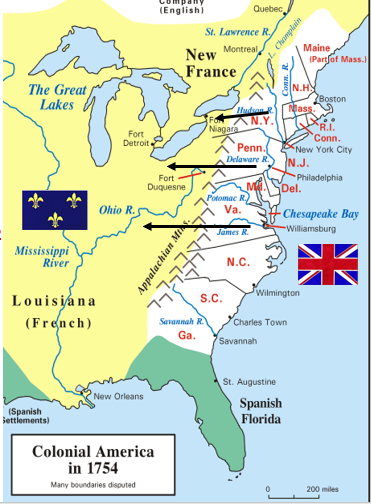 Company
(English)
Quebec
St. Lawrence R.
L. Champlain
Montreal
New
France
Maine
(Part of Mass.)
Conn. R.
N.H.
The Great
Lakes
Hudson R.
Mass.
Boston
Fort
Niagara
N.Y.
R.I.
Conn.
Fort
Detroit
New York City
Penn.
Delaware R.
N.J.
Philadelphia
Fort
Duquesne
Md.
Del.
Potomac R.
Ohio R.
Va.
Chesapeake Bay
James R.
Williamsburg
Mississippi
River
Appalachian Mts.
N.C.
Louisiana
(French)
S.C.
Wilmington
Savannah R.
Charles Town
Ga.
Savannah
St. Augustine
New Orleans
(Spanish
Settlements)
Spanish
Florida
Colonial America
in 1754
Many boundaries disputed
0 200 miles